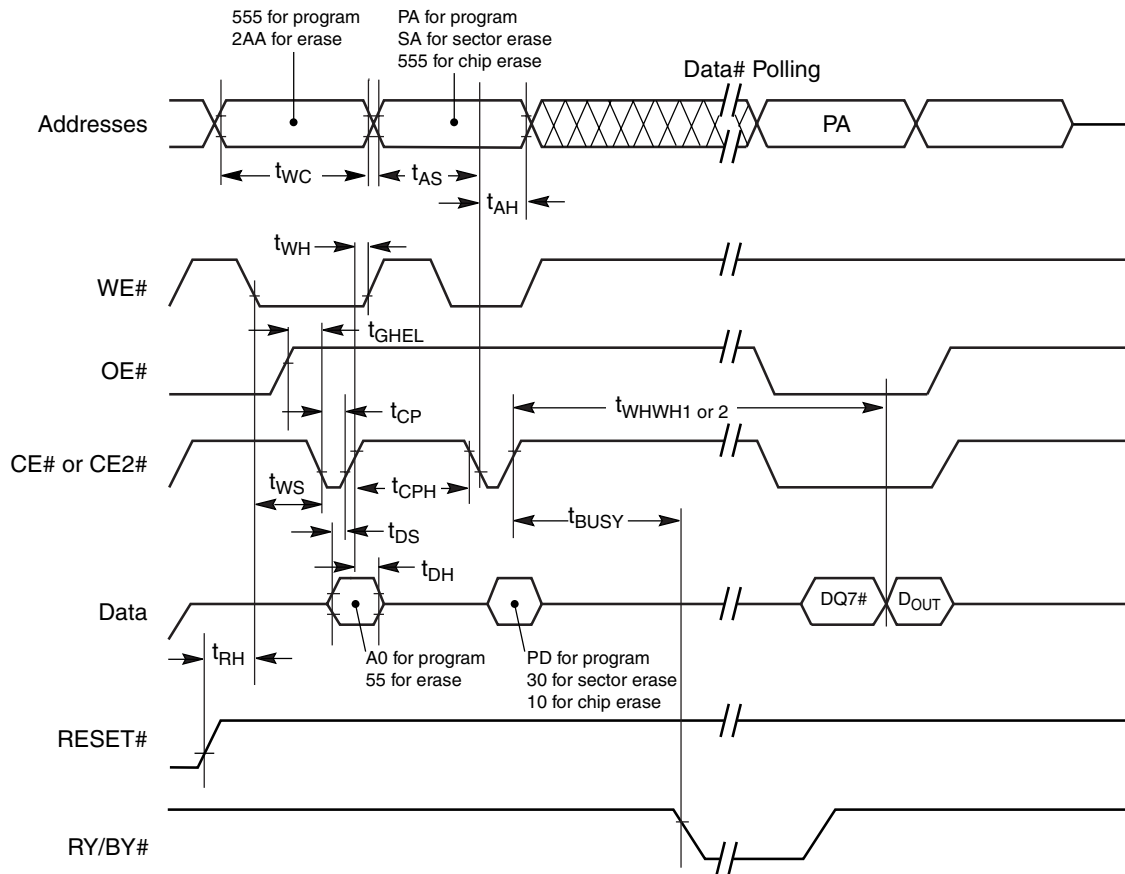 555 for program
2AA for erase
PA for program
SA for sector erase
555 for chip erase
Data# Polling
Addresses
PA
tWC
tAS
tAH
tWH
WE#
tGHEL
OE#
tCP
tWHWH1 or 2
CE# or CE2#
tWS
tCPH
tBUSY
tDS
tDH
Data
DQ7#
DOUT
tRH
A0 for program
55 for erase
PD for program
30 for sector erase
10 for chip erase
RESET#
RY/BY#